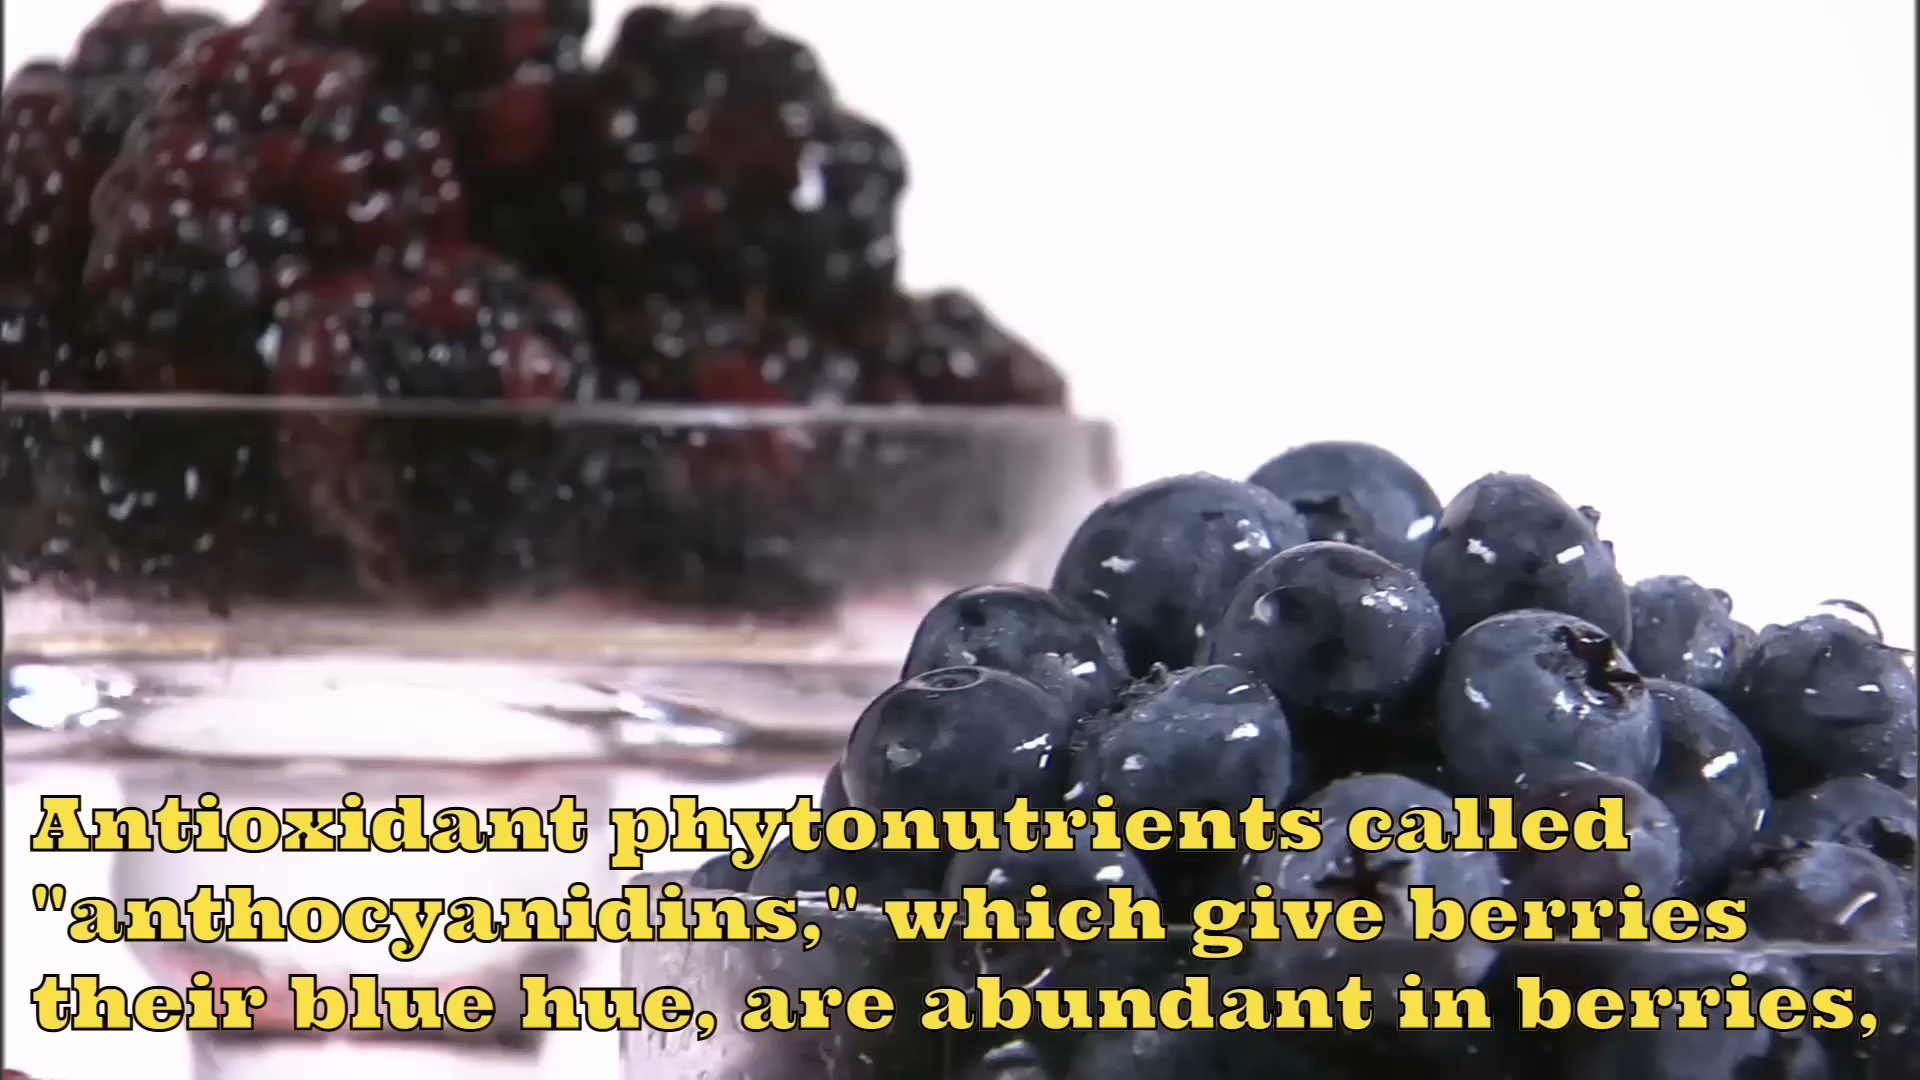 Antioxidant phytonutrients called
"anthocyanidins," which give berries
their blue hue, are abundant in berries,